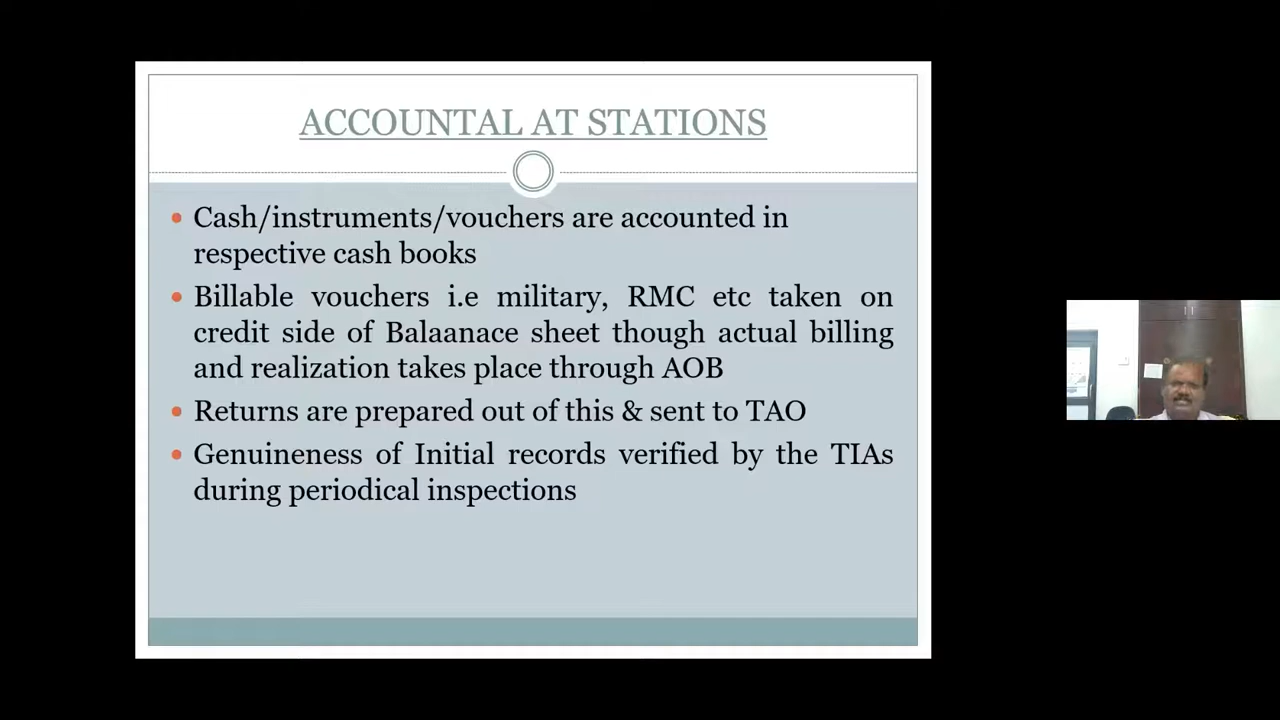 ACCOUNTAL AT STATIONS
Cash/instruments/vouchers are accounted in
respective cash books
Billable vouchers i.e military, RMC etc taken on
credit side of Balaanace sheet though actual billing
and realization takes place through AOB
Returns are prepared out of this & sent to TAO
Genuineness of Initial records verified by the TIAs
during periodical inspections